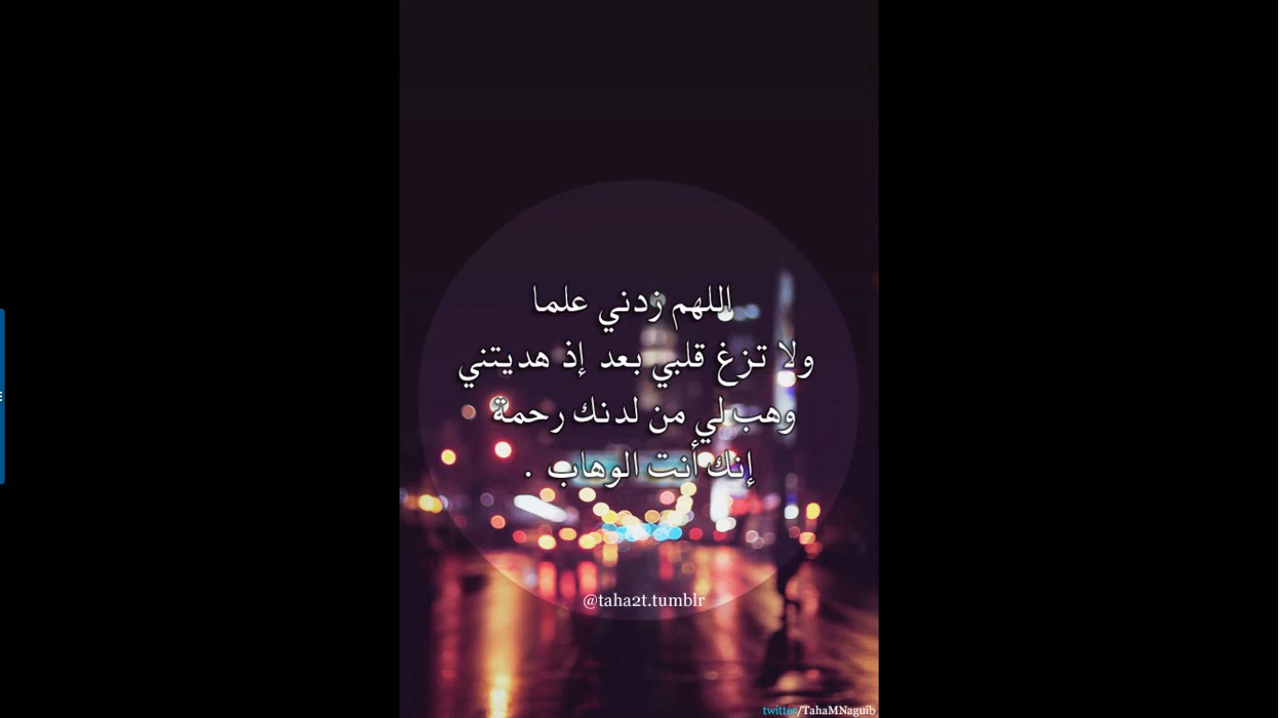 اللهم زدني علما
ولا تزغ قلبي بعد إذ هديتني
وهب لي من لدنك رحمة
إنك أنت الوهاب .
@taha2t.tumblr
twitter/TahaMNaguib